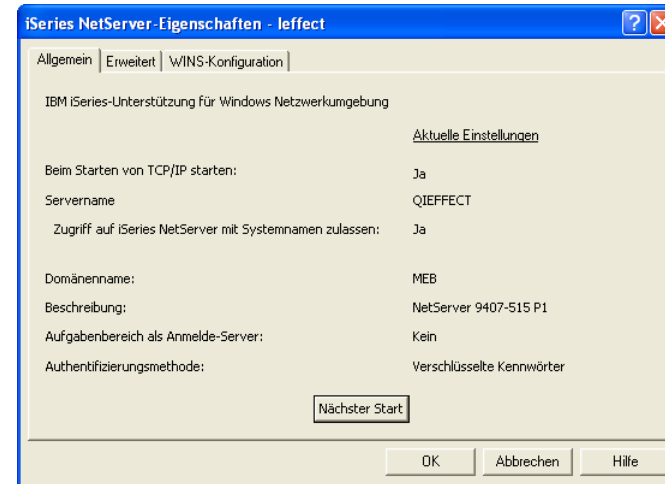 iSeries NetServer-Eigenschaften - Ieffect
Allgemein Erweitert WINS-Konfiguration
IBM iSeries-Unterstützung für Windows Netzwerkumgebung
Aktuelle Einstellungen
Beim Starten von TCP/IP starten: Ja
Servername QIEFFECT
Zugriff auf iSeries NetServer mit Systemnamen zulassen: Ja
Domänenname: MEB
Beschreibung: NetServer 9407-515 P1
Aufgabenbereich als Anmelde-Server: Kein
Authentifizierungsmethode: Verschlüsselte Kennwörter
Nächster Start
OK Abbrechen Hilfe